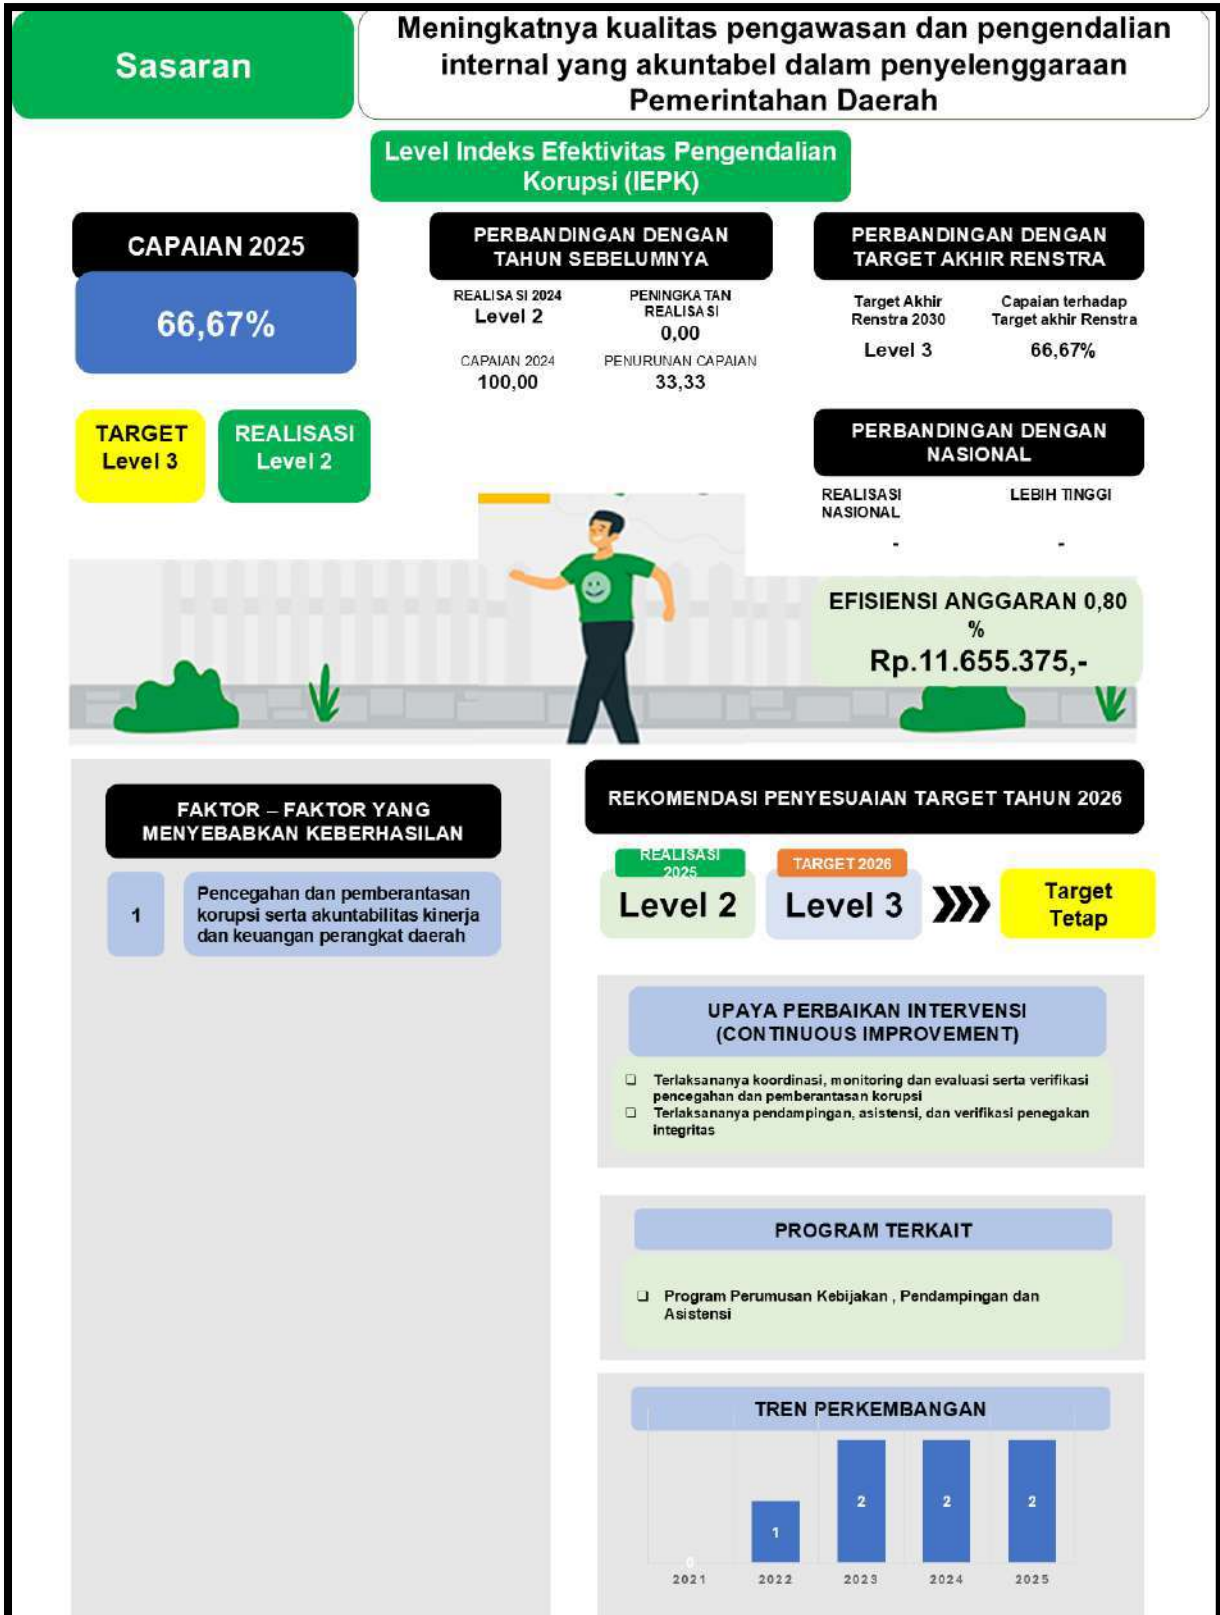 Sasaran
Meningkatnya kualitas pengawasan dan pengendalian
internal yang akuntabel dalam penyelenggaraan
Pemerintahan Daerah
Level Indeks Efektivitas Pengendalian
Korupsi (IEPK)
CAPAIAN 2025
66,67%
TARGET
Level 3
REALISASI
Level 2
PERBANDINGAN DENGAN
TAHUN SEBELUMNYA
REALISASI 2024
Level 2
PENINGKATAN
REALISASI
0,00
CAPAIAN 2024
100,00
PENURUNAN CAPAIAN
33,33
PERBANDINGAN DENGAN
TARGET AKHIR RENSTRA
Target Akhir
Renstra 2030
Level 3
Capaian terhadap
Target akhir Renstra
66,67%
PERBANDINGAN DENGAN
NASIONAL
REALISASI
NASIONAL
-
LEBIH TINGGI
-
EFISIENSI ANGGARAN 0,80
%
Rp.11.655.375,-
FAKTOR – FAKTOR YANG
MENYEBABKAN KEBERHASILAN
1
Pencegahan dan pemberantasan
korupsi serta akuntabilitas kinerja
dan keuangan perangkat daerah
REKOMENDASI PENYESUAIAN TARGET TAHUN 2026
REALISASI
2025
Level 2
TARGET 2026
Level 3
Target
Tetap
UPAYA PERBAIKAN INTERVENSI
(CONTINUOUS IMPROVEMENT)
❑ Terlaksananya koordinasi, monitoring dan evaluasi serta verifikasi
pencegahan dan pemberantasan korupsi
❑ Terlaksananya pendampingan, asistensi, dan verifikasi penegakan
integritas
PROGRAM TERKAIT
❑ Program Perumusan Kebijakan , Pendampingan dan
Asistensi
TREN PERKEMBANGAN
0
1
2
2
2
2021
2022
2023
2024
2025